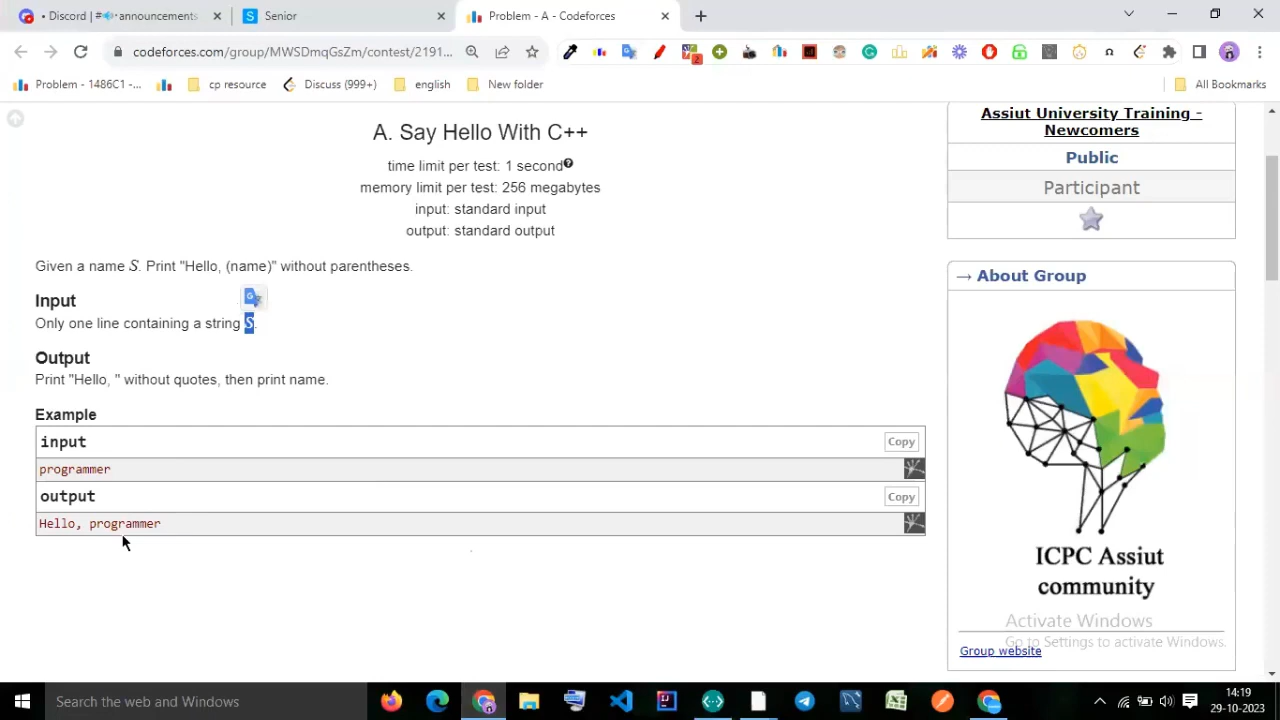 Discord | #🔊announcements
Senior
Problem - A - Codeforces
codeforces.com/group/MWSDmqGsZm/contest/2191...
2
Problem - 1486C1 -...
cp resource
Discuss (999+)
english
New folder
All Bookmarks
A. Say Hello With C++
time limit per test: 1 second
memory limit per test: 256 megabytes
input: standard input
output: standard output
Given a name S. Print "Hello, (name)" without parentheses.
Input
Only one line containing a string S.
Output
Print "Hello, " without quotes, then print name.
Example
input
Copy
programmer
output
Copy
Hello, programmer
Assiut University Training -
Newcomers
Public
Participant
→ About Group
ICPC Assiut
community
Activate Windows
Go to Settings to activate Windows.
Group website
Search the web and Windows
14:19
29-10-2023